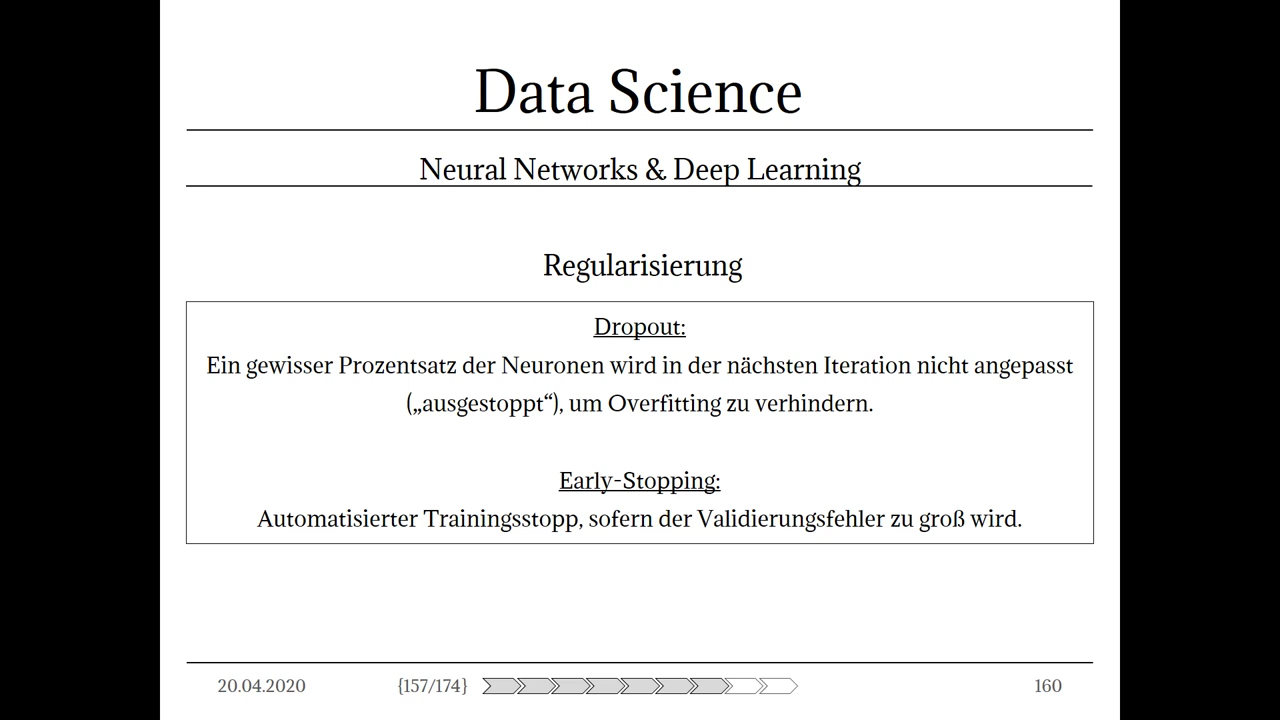 Data Science
Neural Networks & Deep Learning
Regularisierung
Dropout:
Ein gewisser Prozentsatz der Neuronen wird in der nächsten Iteration nicht angepasst
(„ausgestoppt“), um Overfitting zu verhindern.
Early-Stopping:
Automatisierter Trainingsstopp, sofern der Validierungsfehler zu groß wird.
20.04.2020 {157/174} 160